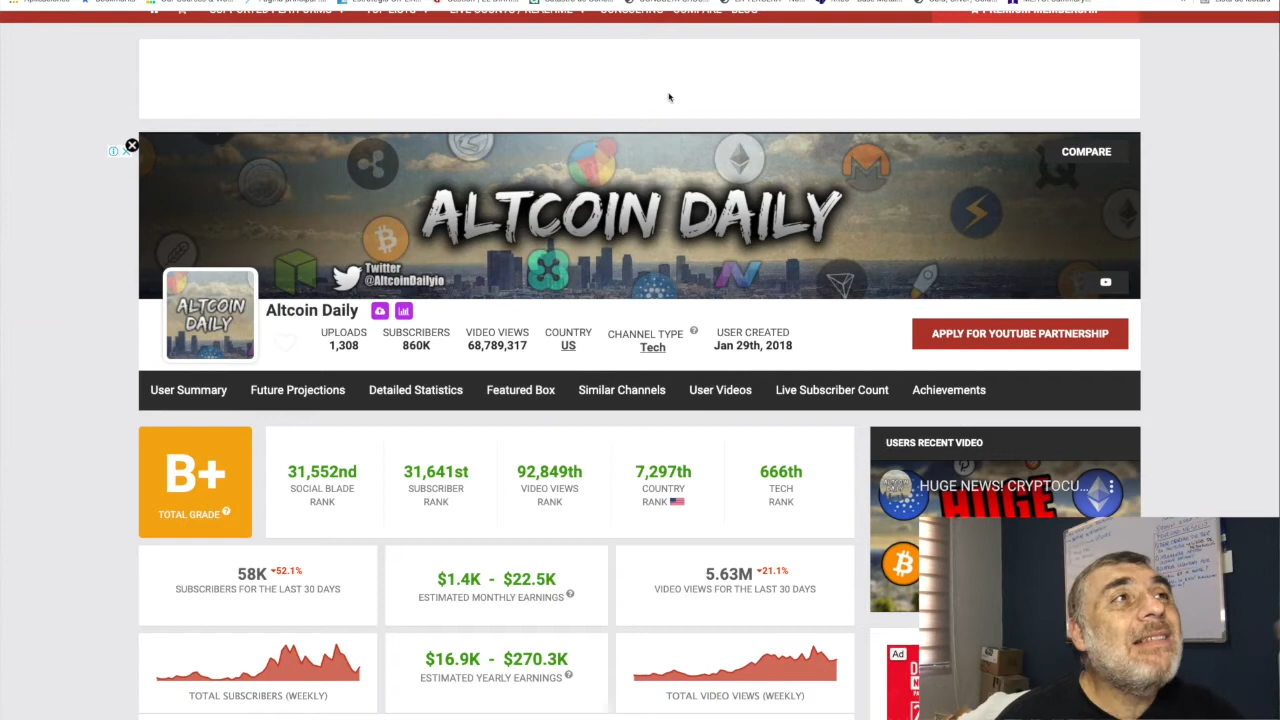 COMPARE
ALTCOIN DAILY
Twitter
@AltcoinDailyio
ALTCOIN
DAILY
Altcoin Daily
UPLOADS
1,308
SUBSCRIBERS
860K
VIDEO VIEWS
68,789,317
COUNTRY
US
CHANNEL TYPE
Tech
USER CREATED
Jan 29th, 2018
APPLY FOR YOUTUBE PARTNERSHIP
User Summary
Future Projections
Detailed Statistics
Featured Box
Similar Channels
User Videos
Live Subscriber Count
Achievements
B+
TOTAL GRADE
31,552nd
SOCIAL BLADE
RANK
31,641st
SUBSCRIBER
RANK
92,849th
VIDEO VIEWS
RANK
7,297th
COUNTRY
RANK
666th
TECH
RANK
USERS RECENT VIDEO
HUGE NEWS! CRYPTOCU...
HUGE
58K -52.1%
SUBSCRIBERS FOR THE LAST 30 DAYS
$1.4K - $22.5K
ESTIMATED MONTHLY EARNINGS
5.63M -21.1%
VIDEO VIEWS FOR THE LAST 30 DAYS
TOTAL SUBSCRIBERS (WEEKLY)
$16.9K - $270.3K
ESTIMATED YEARLY EARNINGS
TOTAL VIDEO VIEWS (WEEKLY)
Ad